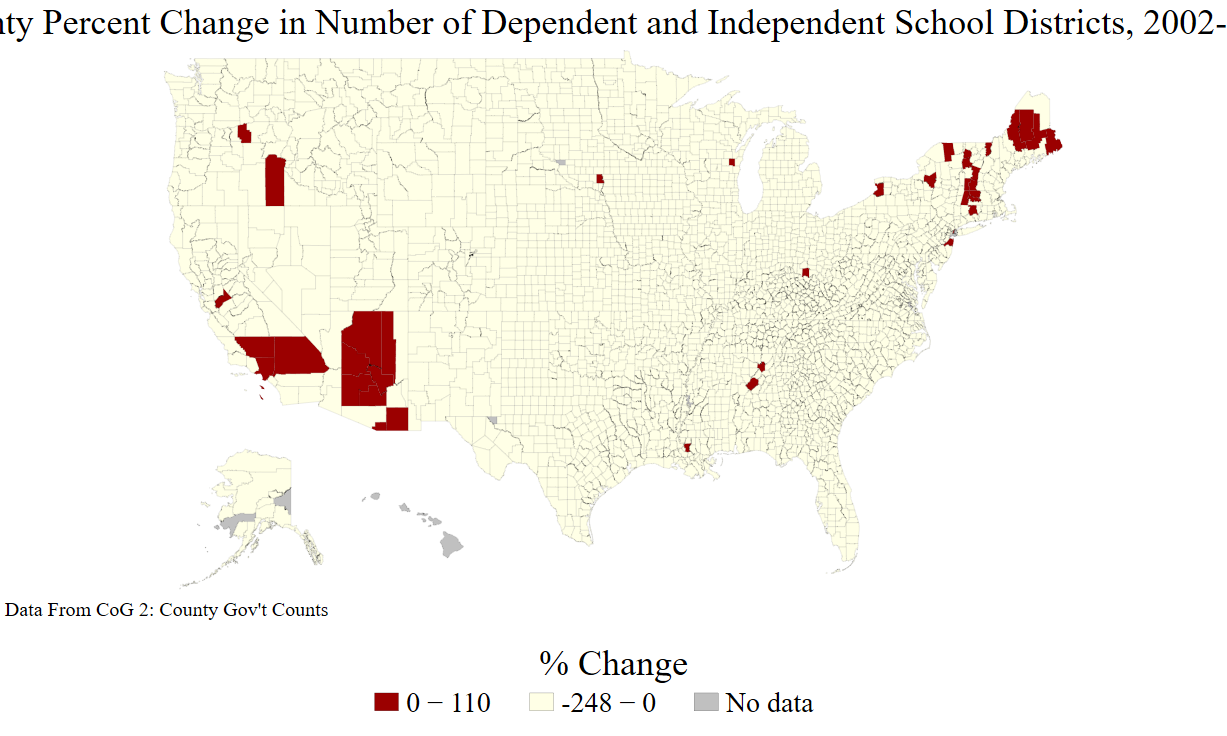 nty Percent Change in Number of Dependent and Independent School Districts, 2002-
Data From CoG 2: County Gov't Counts
% Change
0 − 110
-248 − 0
No data